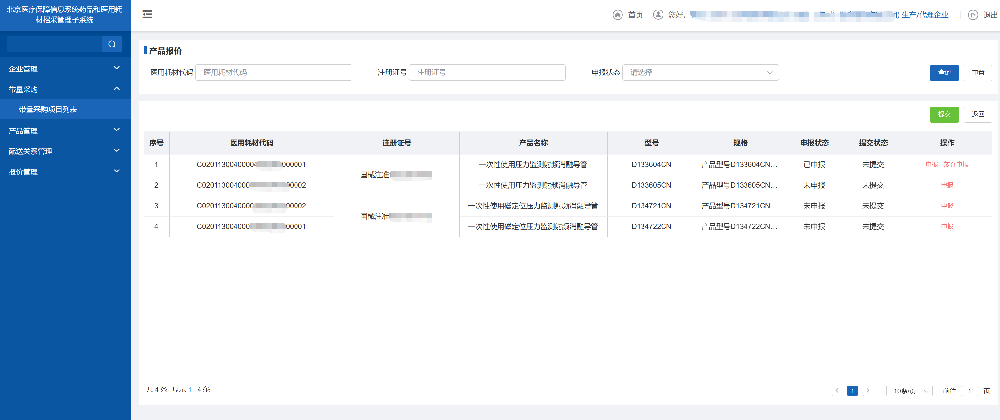 北京医疗保障信息系统药品和医用耗
材招采管理子系统
首页 您好, 司) 生产/代理企业 退出
企业管理
带量采购
带量采购项目列表
产品管理
配送关系管理
报价管理
产品报价
医用耗材代码 医用耗材代码 注册证号 注册证号 申报状态 请选择 查询 重置
提交 返回
序号 医用耗材代码 注册证号 产品名称 型号 规格 申报状态 提交状态 操作
1 C0201130040000 000001 国械注准 一次性使用压力监测射频消融导管 D133604CN 产品型号D133604CN... 已申报 未提交 申报 放弃申报
2 C020113004000 0002 一次性使用压力监测射频消融导管 D133605CN 产品型号D133605CN... 未申报 未提交 申报
3 C020113004000 00002 国械注准 一次性使用磁定位压力监测射频消融导管 D134721CN 产品型号D134721CN... 未申报 未提交 申报
4 C020113004000 00001 一次性使用磁定位压力监测射频消融导管 D134722CN 产品型号D134722CN... 未申报 未提交 申报
共 4 条 显示 1 - 4 条
1 10条/页 前往 1 页